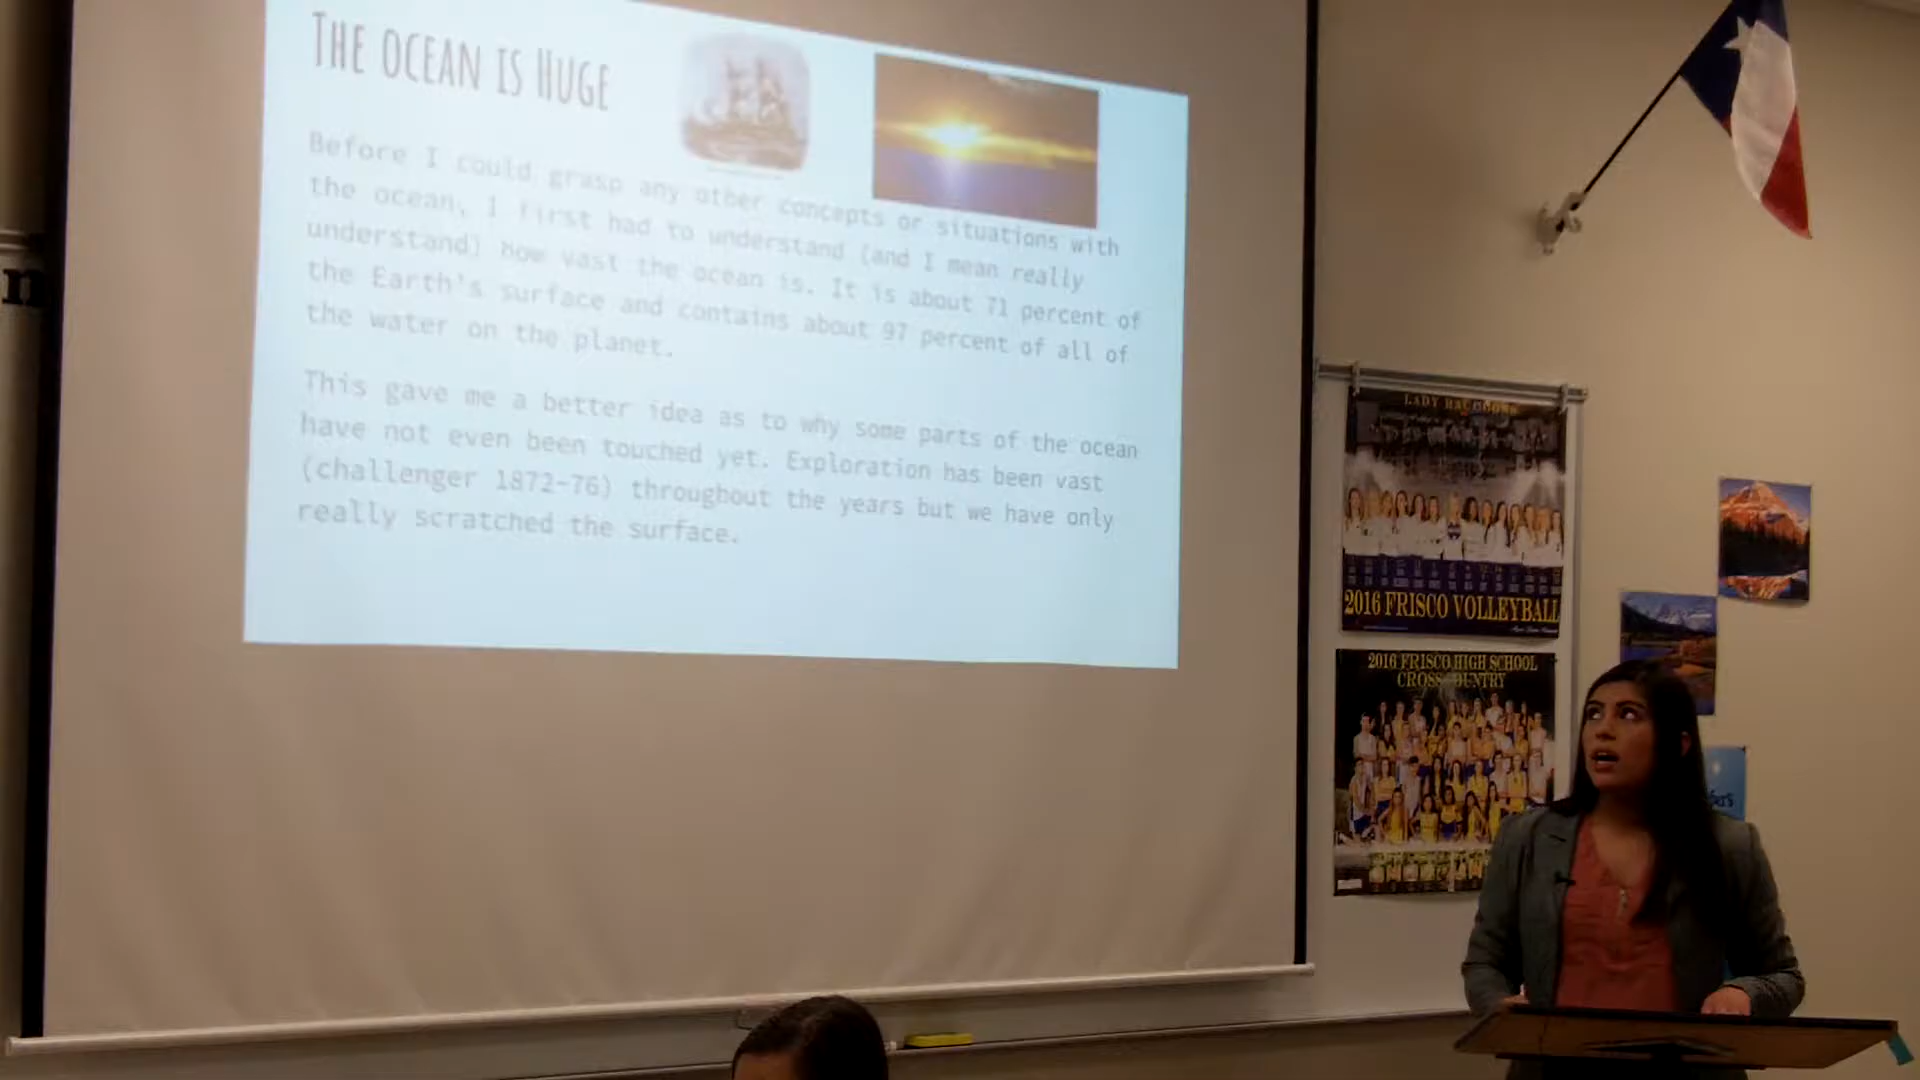 THE OCEAN IS HUGE
Before I could grasp any other concepts or situations with
the ocean, I first had to understand (and I mean really
understand) how vast the ocean is. It is about 71 percent of
the Earth's surface and contains about 97 percent of all of
the water on the planet.
This gave me a better idea as to why some parts of the ocean
have not even been touched yet. Exploration has been vast
(challenger 1872-76) throughout the years but we have only
really scratched the surface.
n
LADY RACCOONS
2016 FRISCO VOLLEYBALL
2016 FRISCO HIGH SCHOOL
CROSS COUNTRY